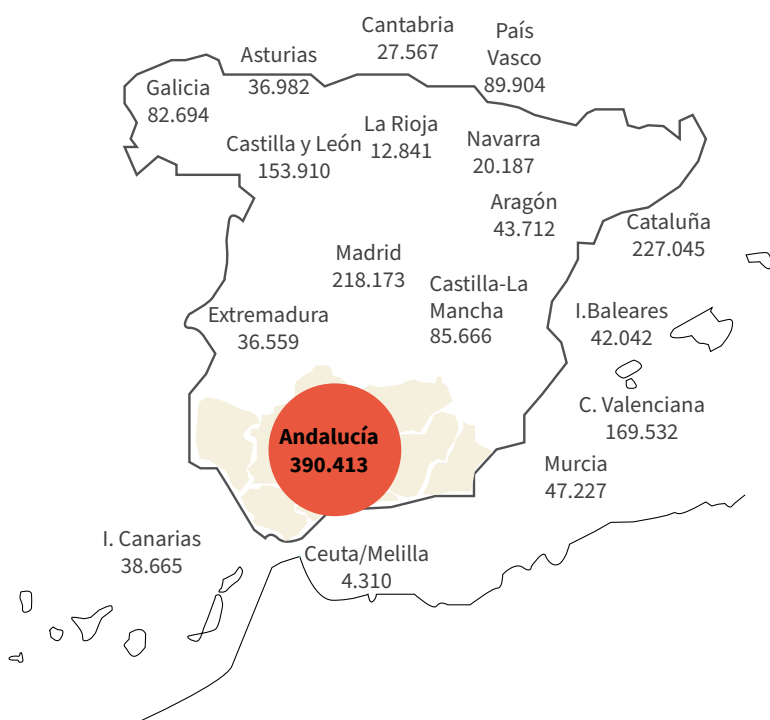 Cantabria
27.567
País
Vasco
89.904
Asturias
36.982
Galicia
82.694
La Rioja
12.841
Castilla y León
153.910
Navarra
20.187
Aragón
43.712
Cataluña
227.045
Madrid
218.173
Castilla-La
Mancha
85.666
Extremadura
36.559
I.Baleares
42.042
C. Valenciana
169.532
Andalucía
390.413
Murcia
47.227
I. Canarias
38.665
Ceuta/Melilla
4.310